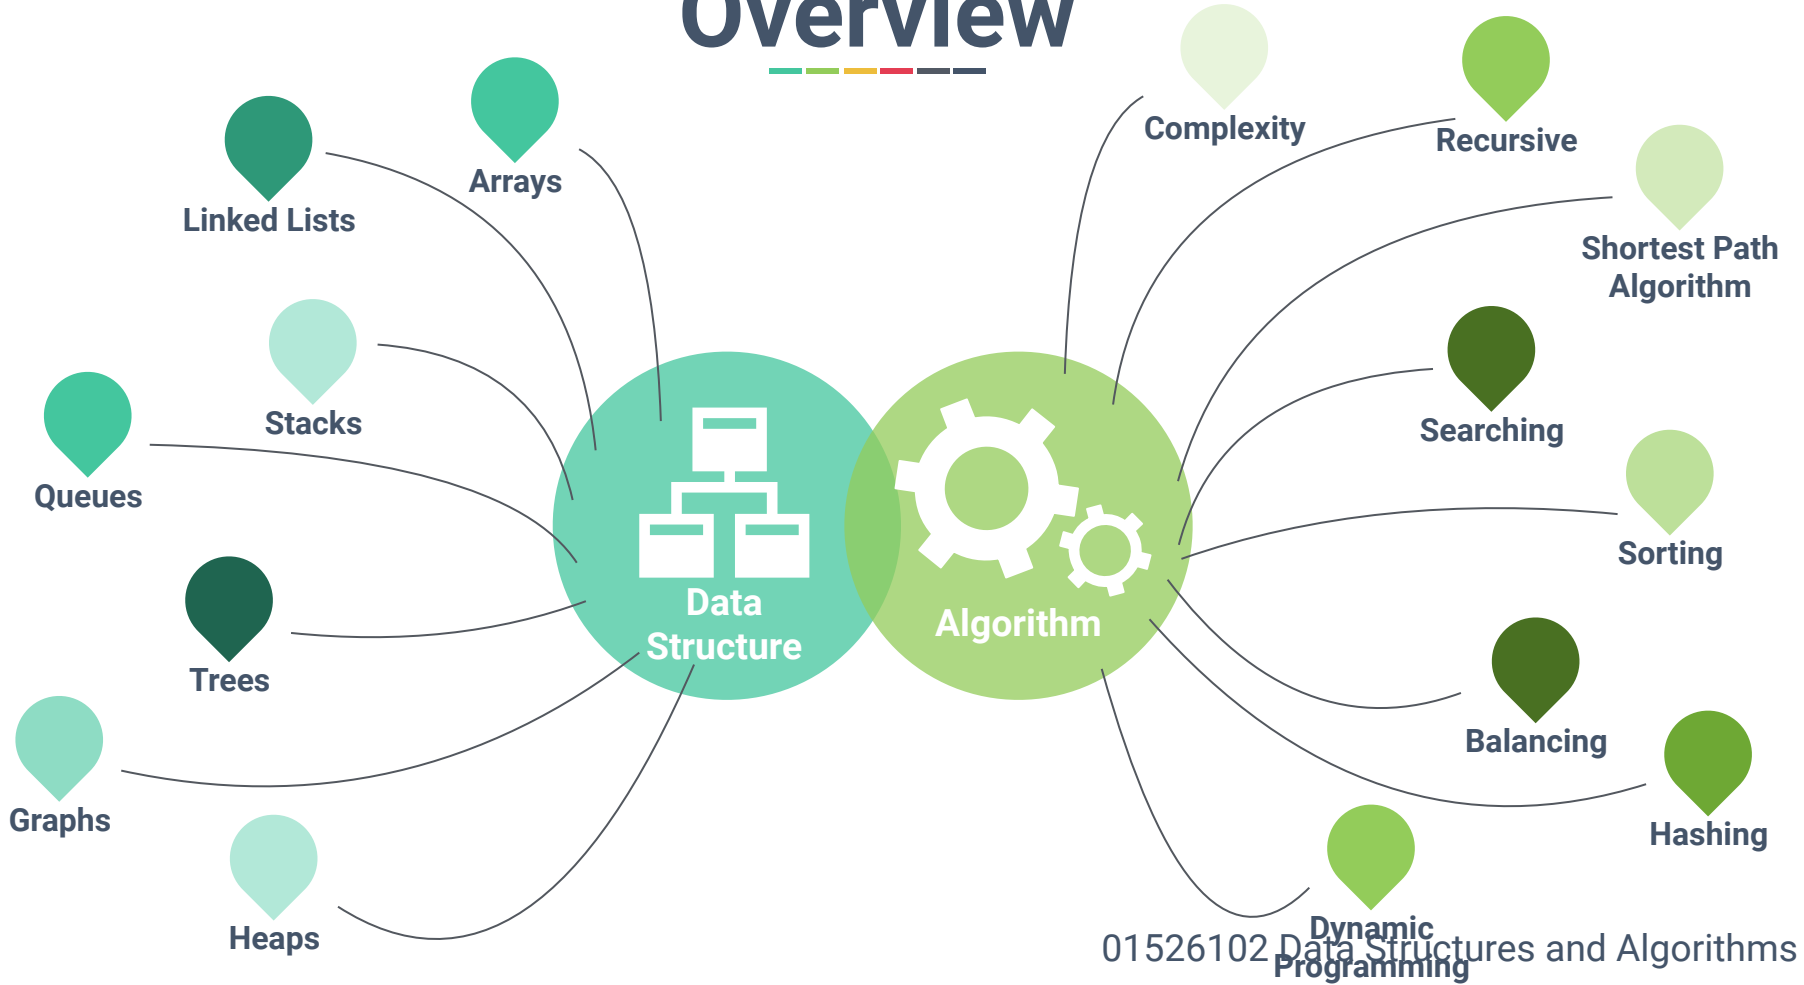 Overview
Complexity
Recursive
Arrays
Linked Lists
Shortest Path
Algorithm
Stacks
Searching
Queues
Sorting
Data
Structure
Algorithm
Trees
Balancing
Graphs
Hashing
Heaps
Dynamic
Programming
01526102 Data Structures and Algorithms